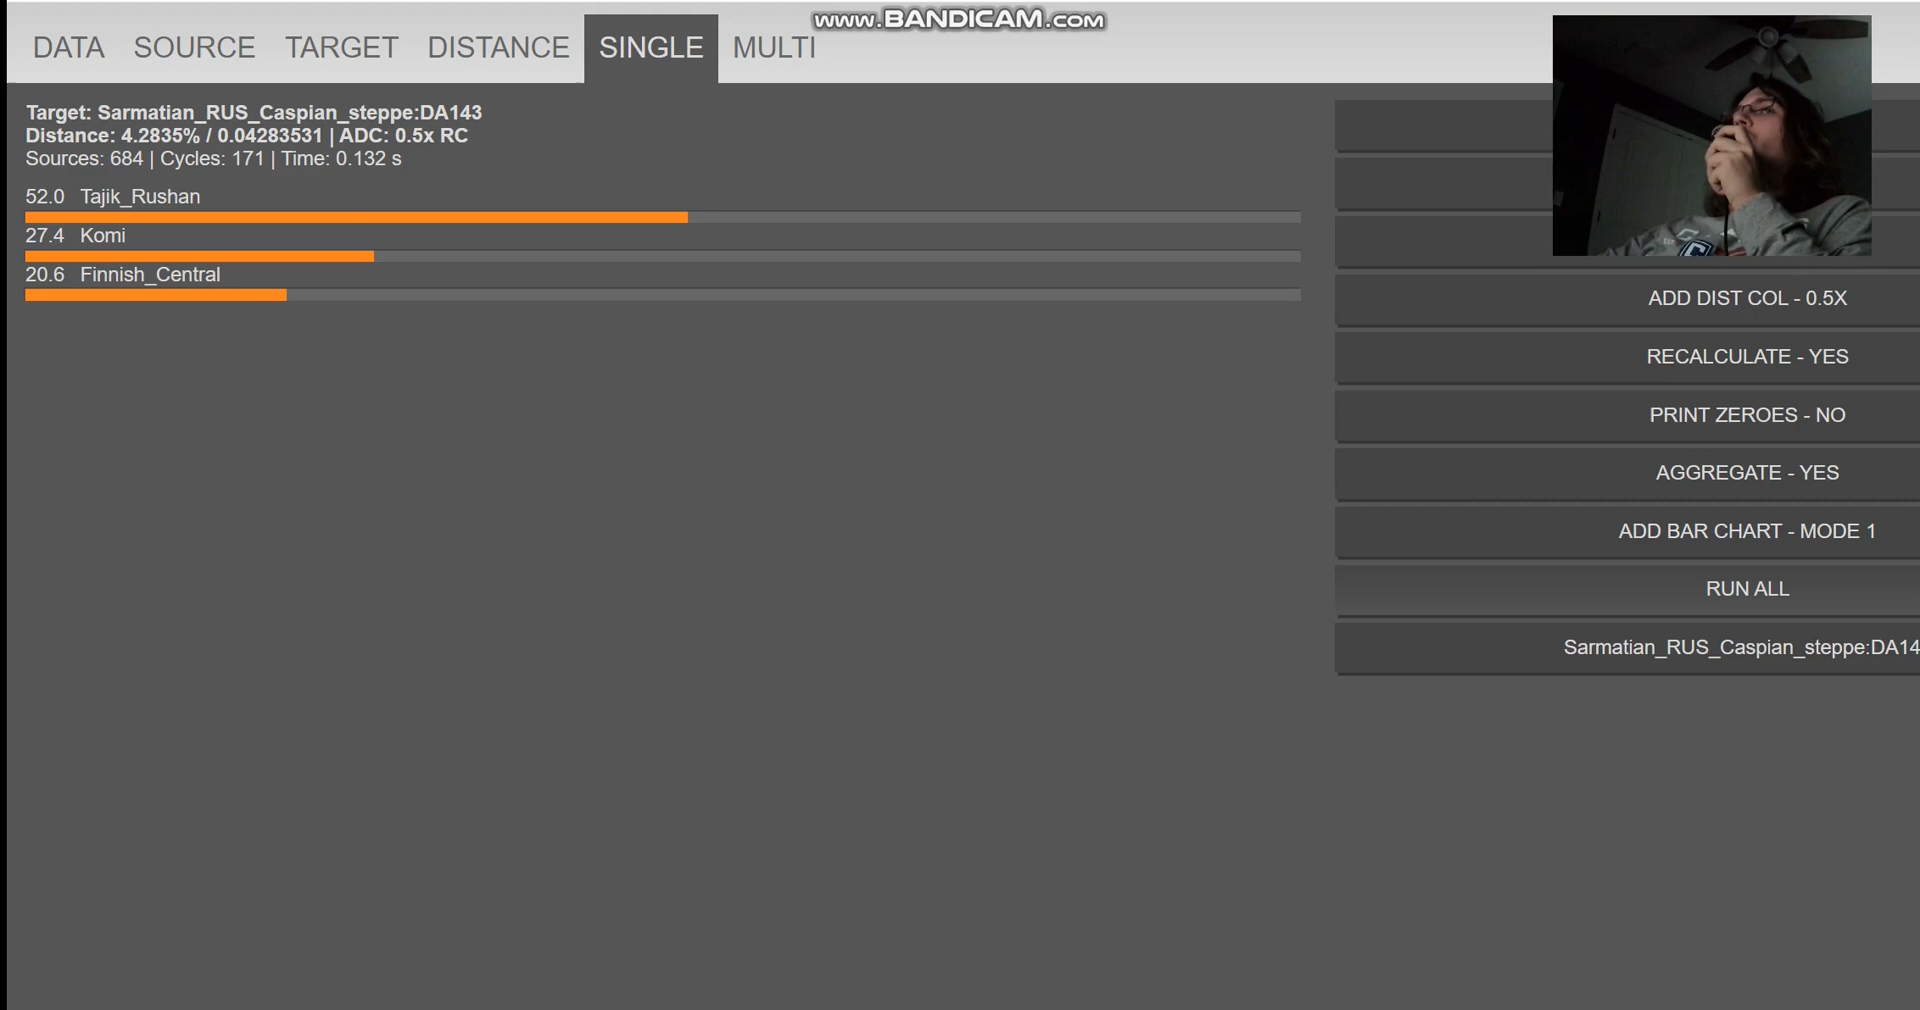 www.BANDICAM.com
DATA SOURCE TARGET DISTANCE SINGLE MULTI
Target: Sarmatian_RUS_Caspian_steppe:DA143
Distance: 4.2835% / 0.04283531 | ADC: 0.5x RC
Sources: 684 | Cycles: 171 | Time: 0.132 s
52.0 Tajik_Rushan
27.4 Komi
20.6 Finnish_Central
ADD DIST COL - 0.5X
RECALCULATE - YES
PRINT ZEROES - NO
AGGREGATE - YES
ADD BAR CHART - MODE 1
RUN ALL
Sarmatian_RUS_Caspian_steppe:DA14